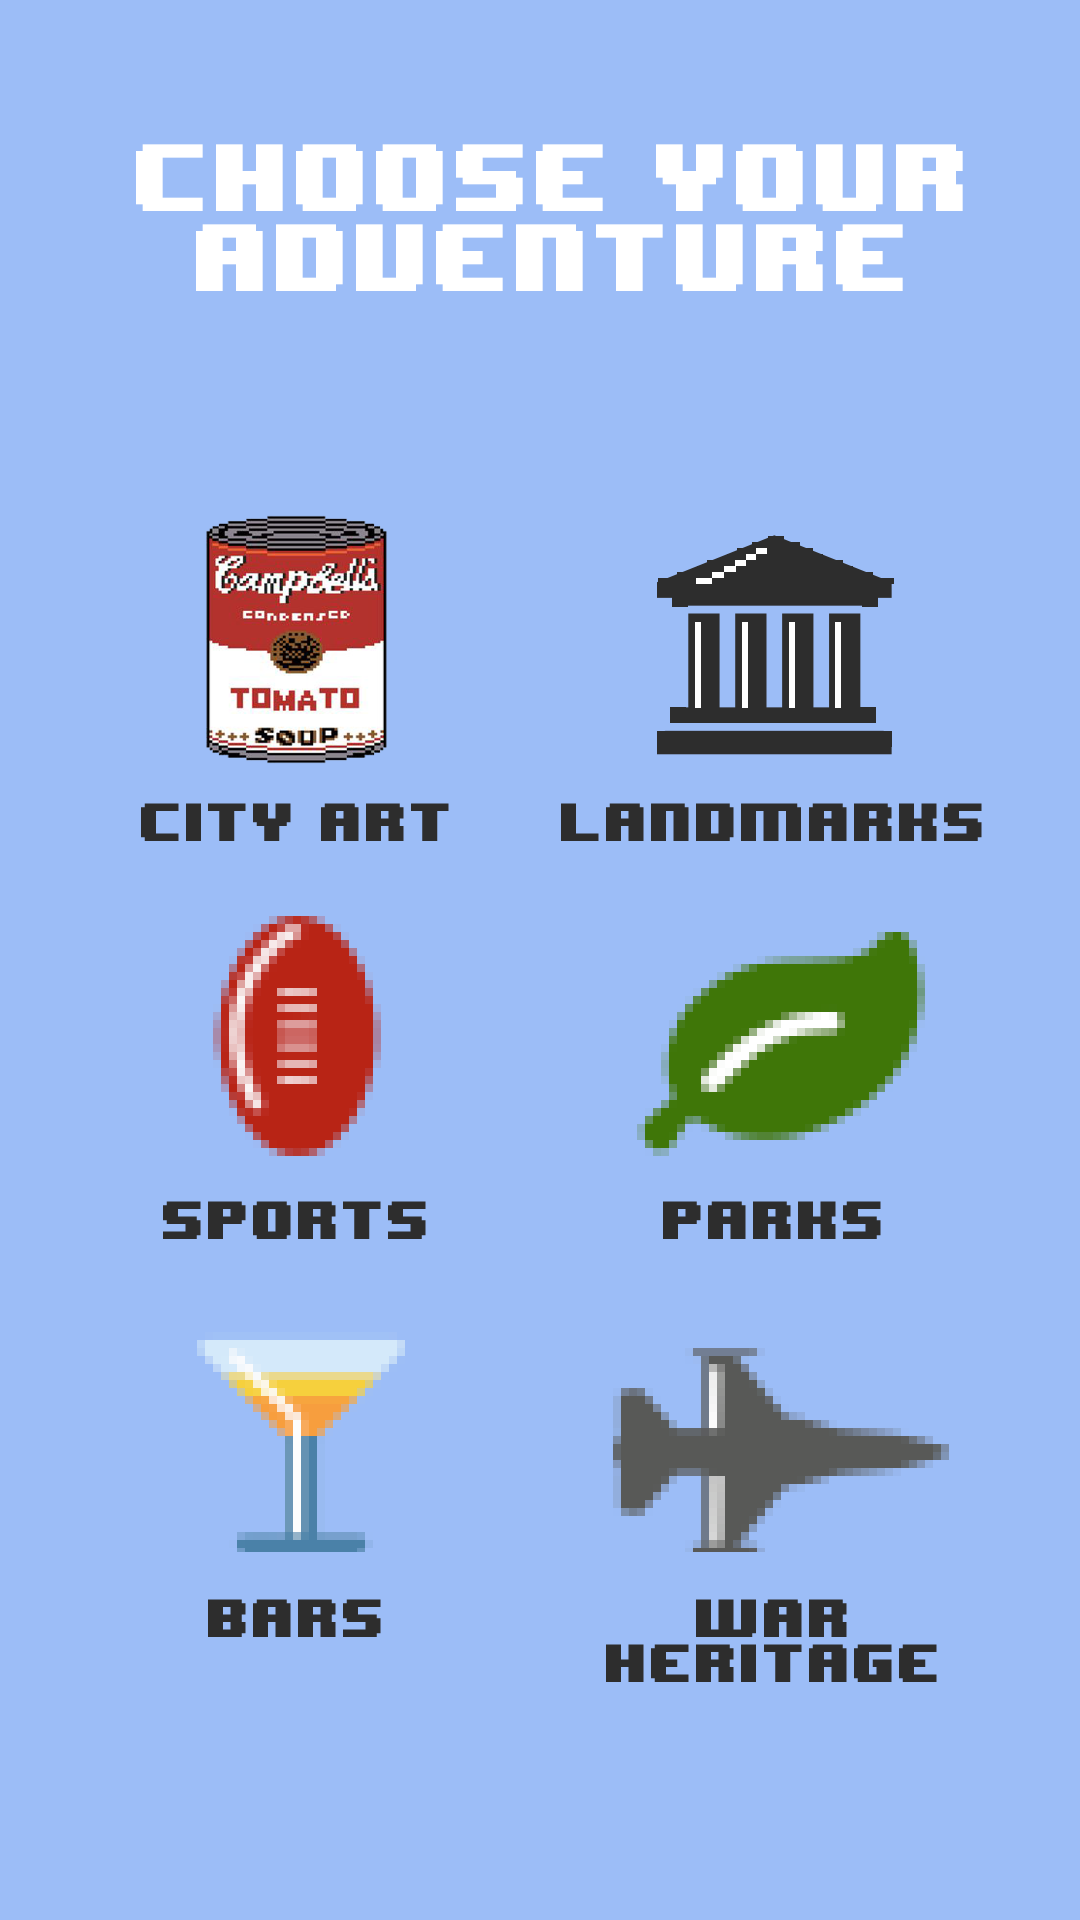 CHOOSE YOUR
ADVENTURE
Campbell's
CONDENSED
TOMATO
SOUP
CITY ART
LANDMARKS
SPORTS
PARKS
BARS
WAR
HERITAGE